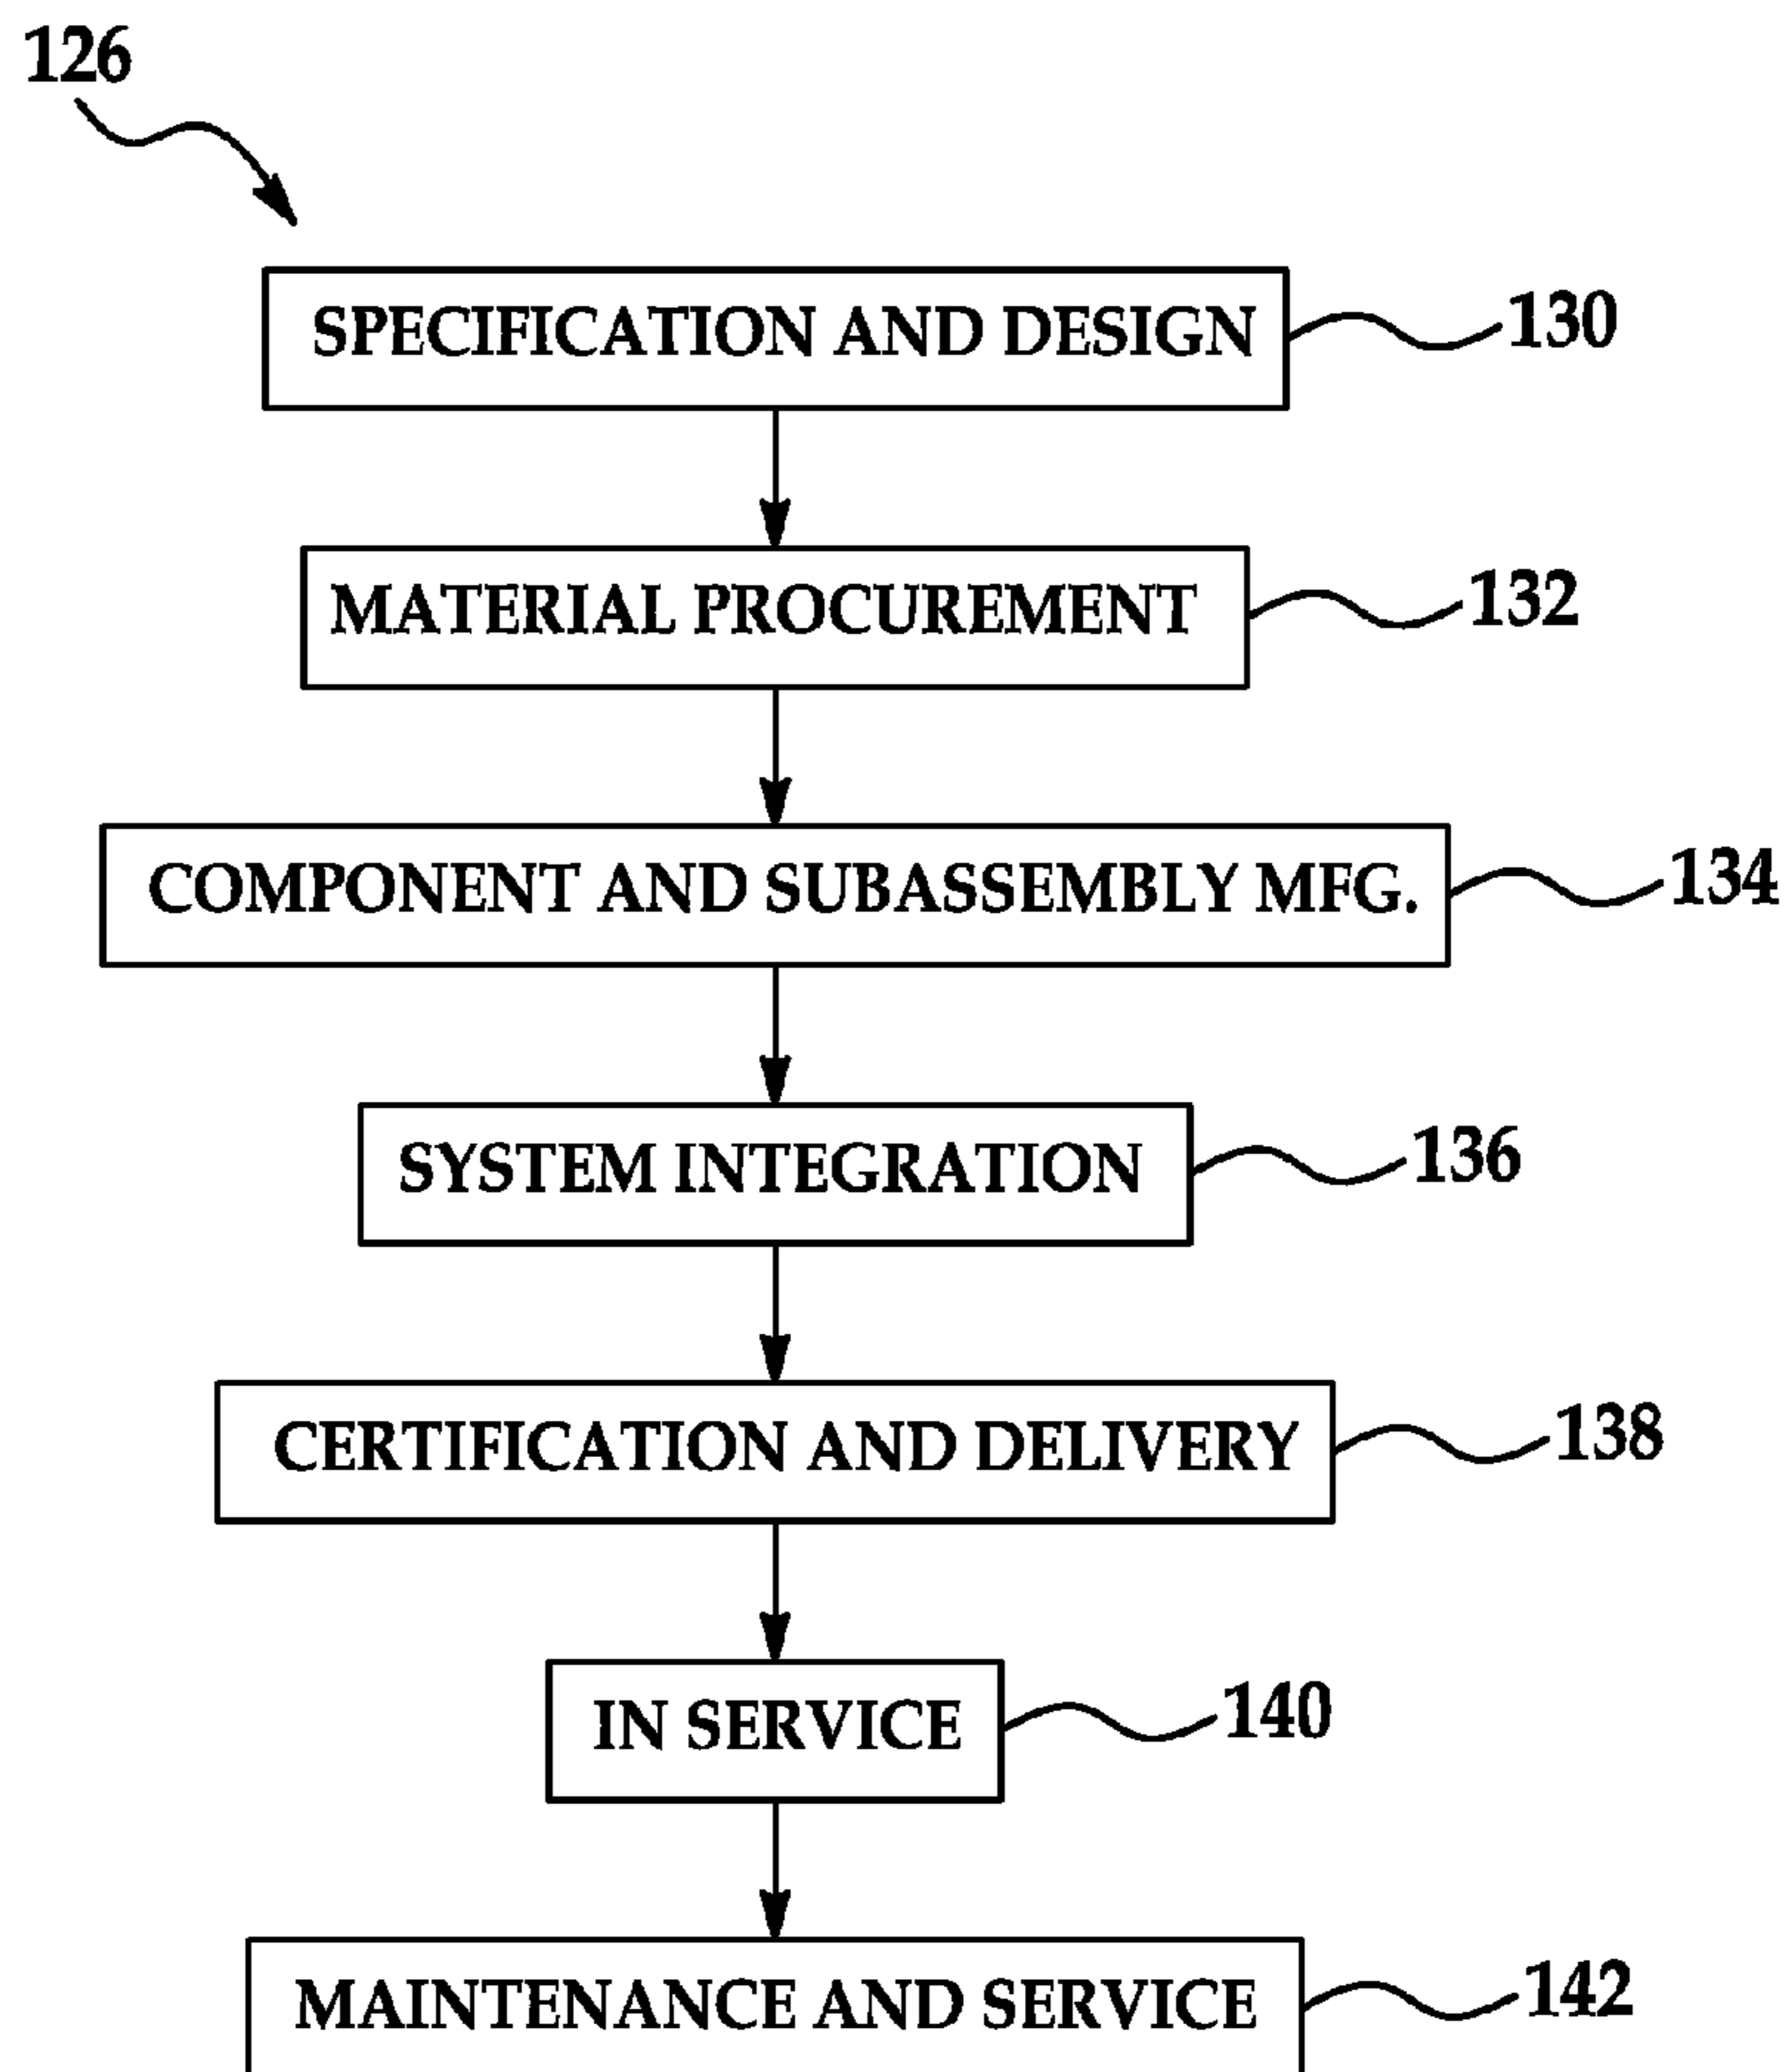 126
SPECIFICATION AND DESIGN 130
MATERIAL PROCUREMENT 132
COMPONENT AND SUBASSEMBLY MFG. 134
SYSTEM INTEGRATION 136
CERTIFICATION AND DELIVERY 138
IN SERVICE 140
MAINTENANCE AND SERVICE 142